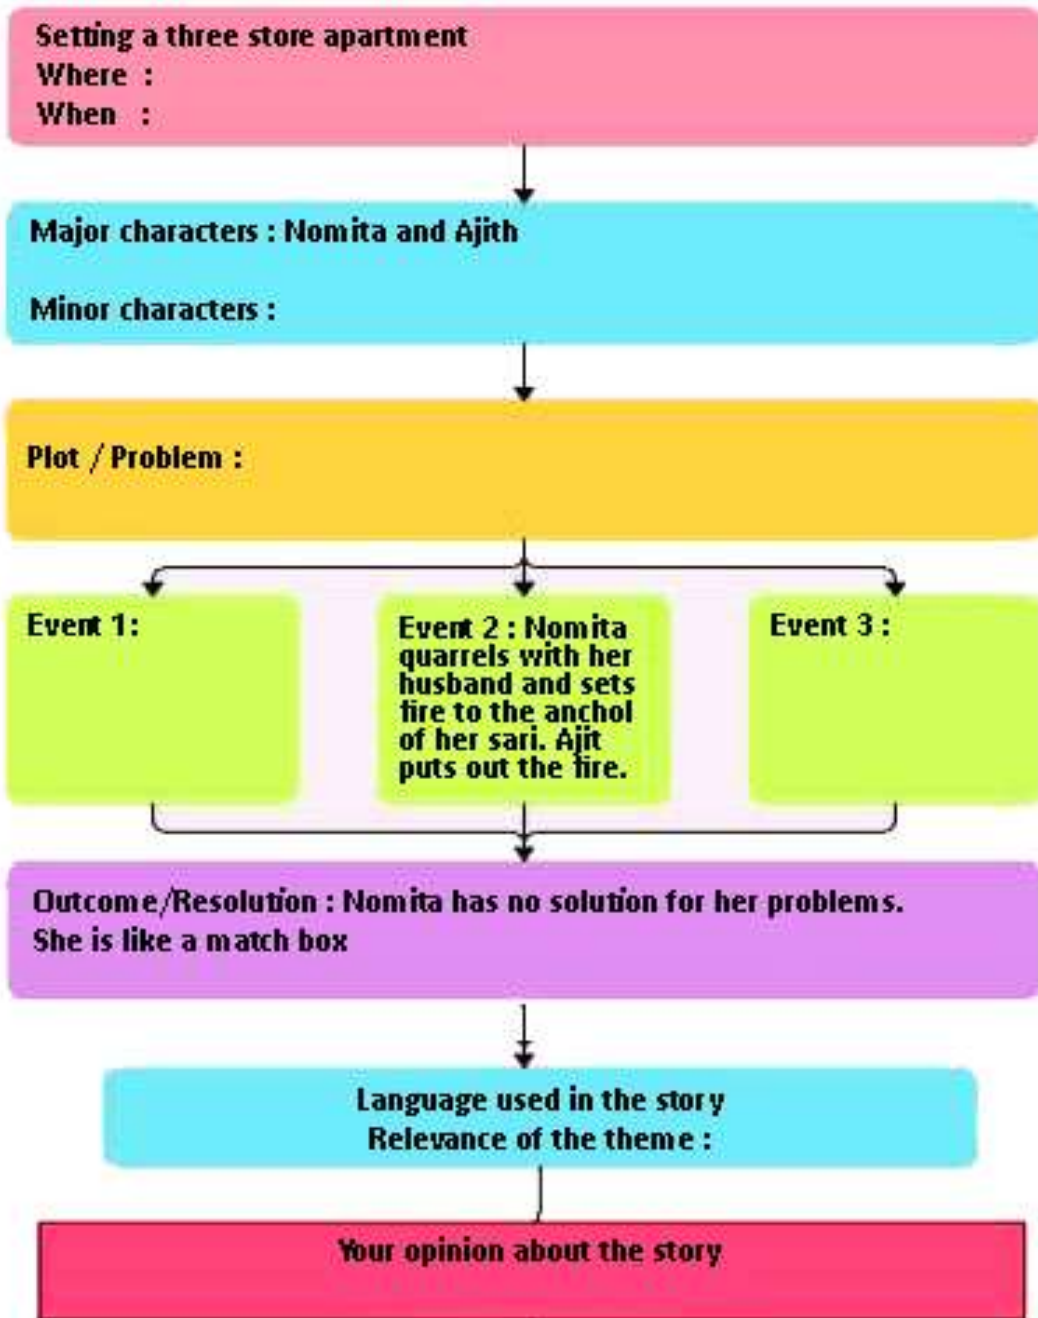 Setting a three store apartment
Where :
When :
Major characters : Nomita and Ajith
Minor characters :
Plot / Problem :
Event 1:
Event 2 : Nomita
quarrels with her
husband and sets
fire to the anchol
of her sari. Ajit
puts out the fire.
Event 3 :
Outcome/Resolution : Nomita has no solution for her problems.
She is like a match box
Language used in the story
Relevance of the theme :
Your opinion about the story